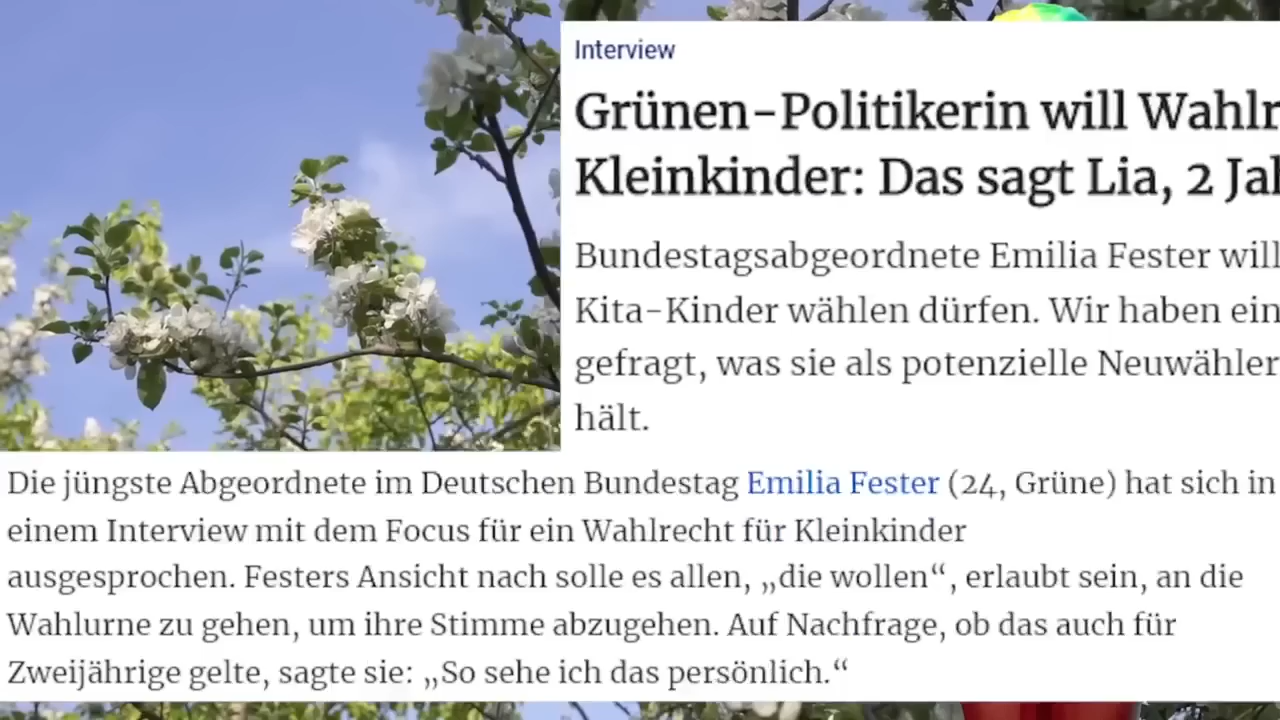 Interview
Grünen-Politikerin will
Kleinkinder: Das sagt Lia, 2
Bundestagsabgeordnete Emilia Fester will
Kita-Kinder wählen dürfen. Wir haben
gefragt, was sie als potenzielle
hält.
Die jüngste Abgeordnete im Deutschen Bundestag Emilia Fester (24, Grüne) hat sich in
einem Interview mit dem Focus für ein Wahlrecht für Kleinkinder
ausgesprochen. Festers Ansicht nach solle es allen, „die wollen“, erlaubt sein, an die
Wahlurne zu gehen, um ihre Stimme abzugehen. Auf Nachfrage, ob das auch für
Zweijährige gelte, sagte sie: „So sehe ich das persönlich.“